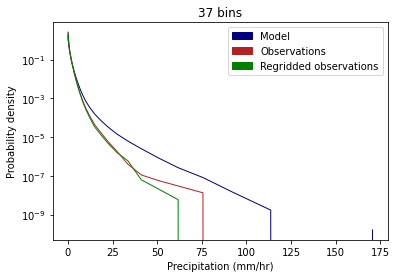 37 bins
Model
Observations
Regridded observations
Probability density
10⁻¹
10⁻³
10⁻⁵
10⁻⁷
10⁻⁹
0 25 50 75 100 125 150 175
Precipitation (mm/hr)